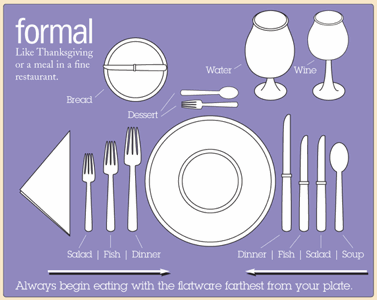 formal
Like Thanksgiving
or a meal in a fine
restaurant.
Water
Wine
Bread
Dessert
Salad | Fish | Dinner
Dinner | Fish | Salad | Soup
Always begin eating with the flatware farthest from your plate.